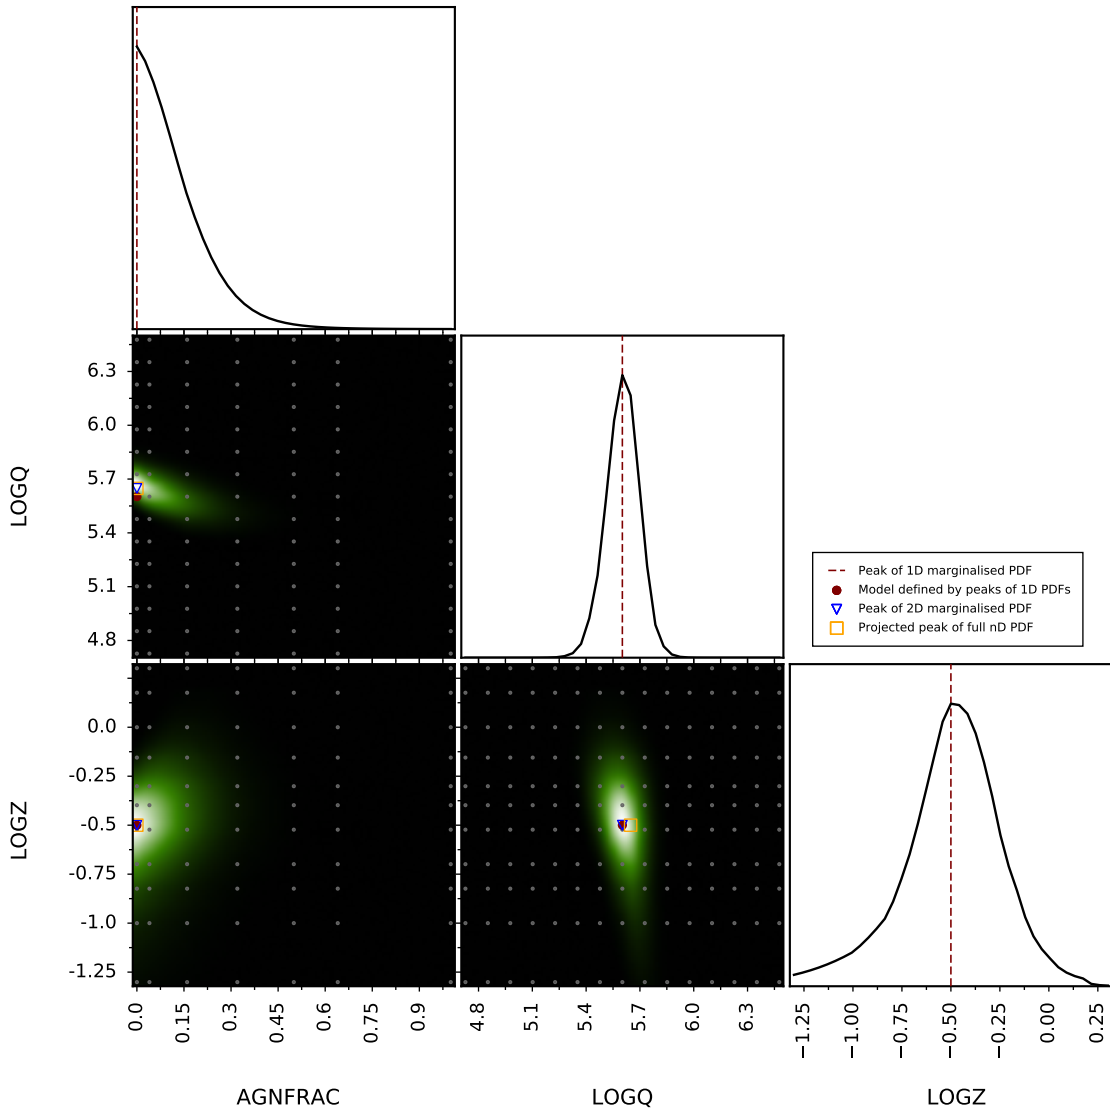 6.3
6.0
5.7
5.4
5.1
4.8
LOGQ
Peak of 1D marginalised PDF
Model defined by peaks of 1D PDFs
Peak of 2D marginalised PDF
Projected peak of full nD PDF
0.0
-0.25
-0.5
-0.75
-1.0
-1.25
LOGZ
0.0 0.15 0.3 0.45 0.6 0.75 0.9
4.8 5.1 5.4 5.7 6.0 6.3
−1.25 −1.00 −0.75 −0.50 −0.25 0.00 0.25
AGNFRAC LOGQ LOGZ